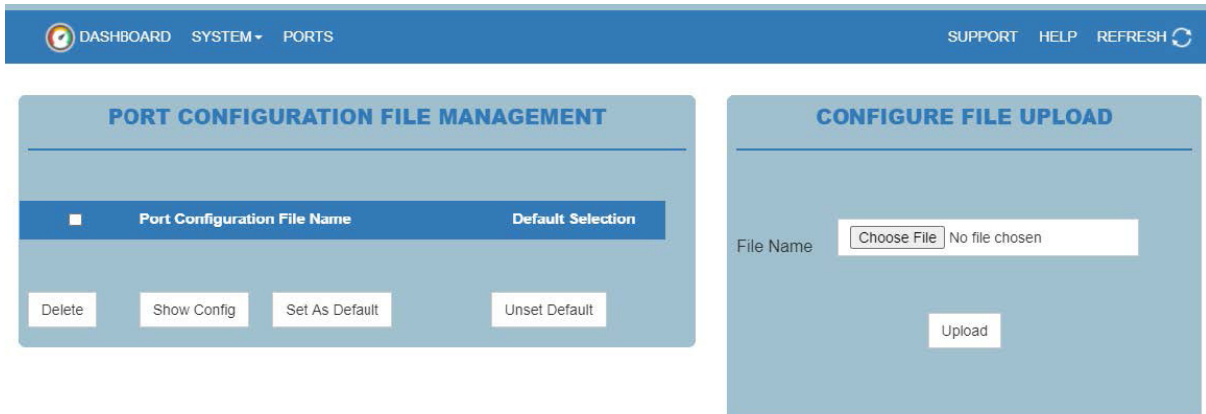 DASHBOARD SYSTEM PORTS SUPPORT HELP REFRESH
PORT CONFIGURATION FILE MANAGEMENT
Port Configuration File Name Default Selection
Delete Show Config Set As Default Unset Default
CONFIGURE FILE UPLOAD
File Name Choose File No file chosen
Upload